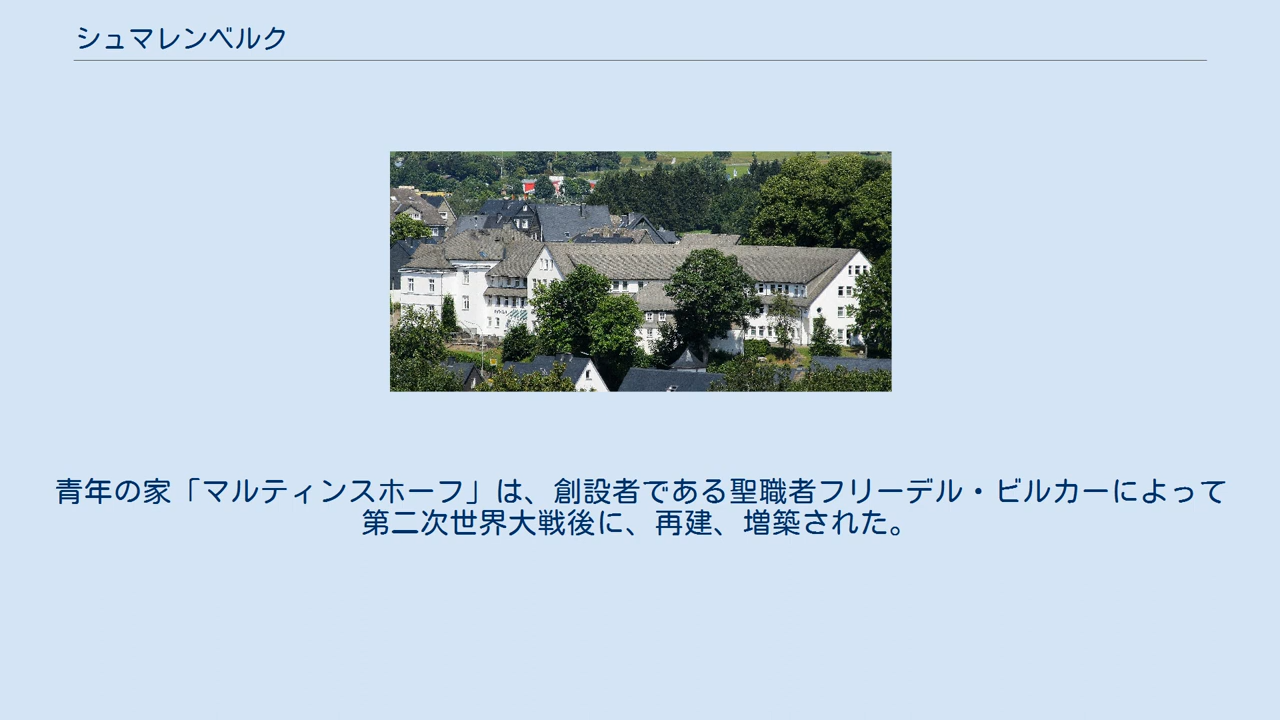 シュマレンベルク
青年の家「マルティンスホーフ」は、創設者である聖職者フリーデル・ビルカーによって
第二次世界大戦後に、再建、増築された。